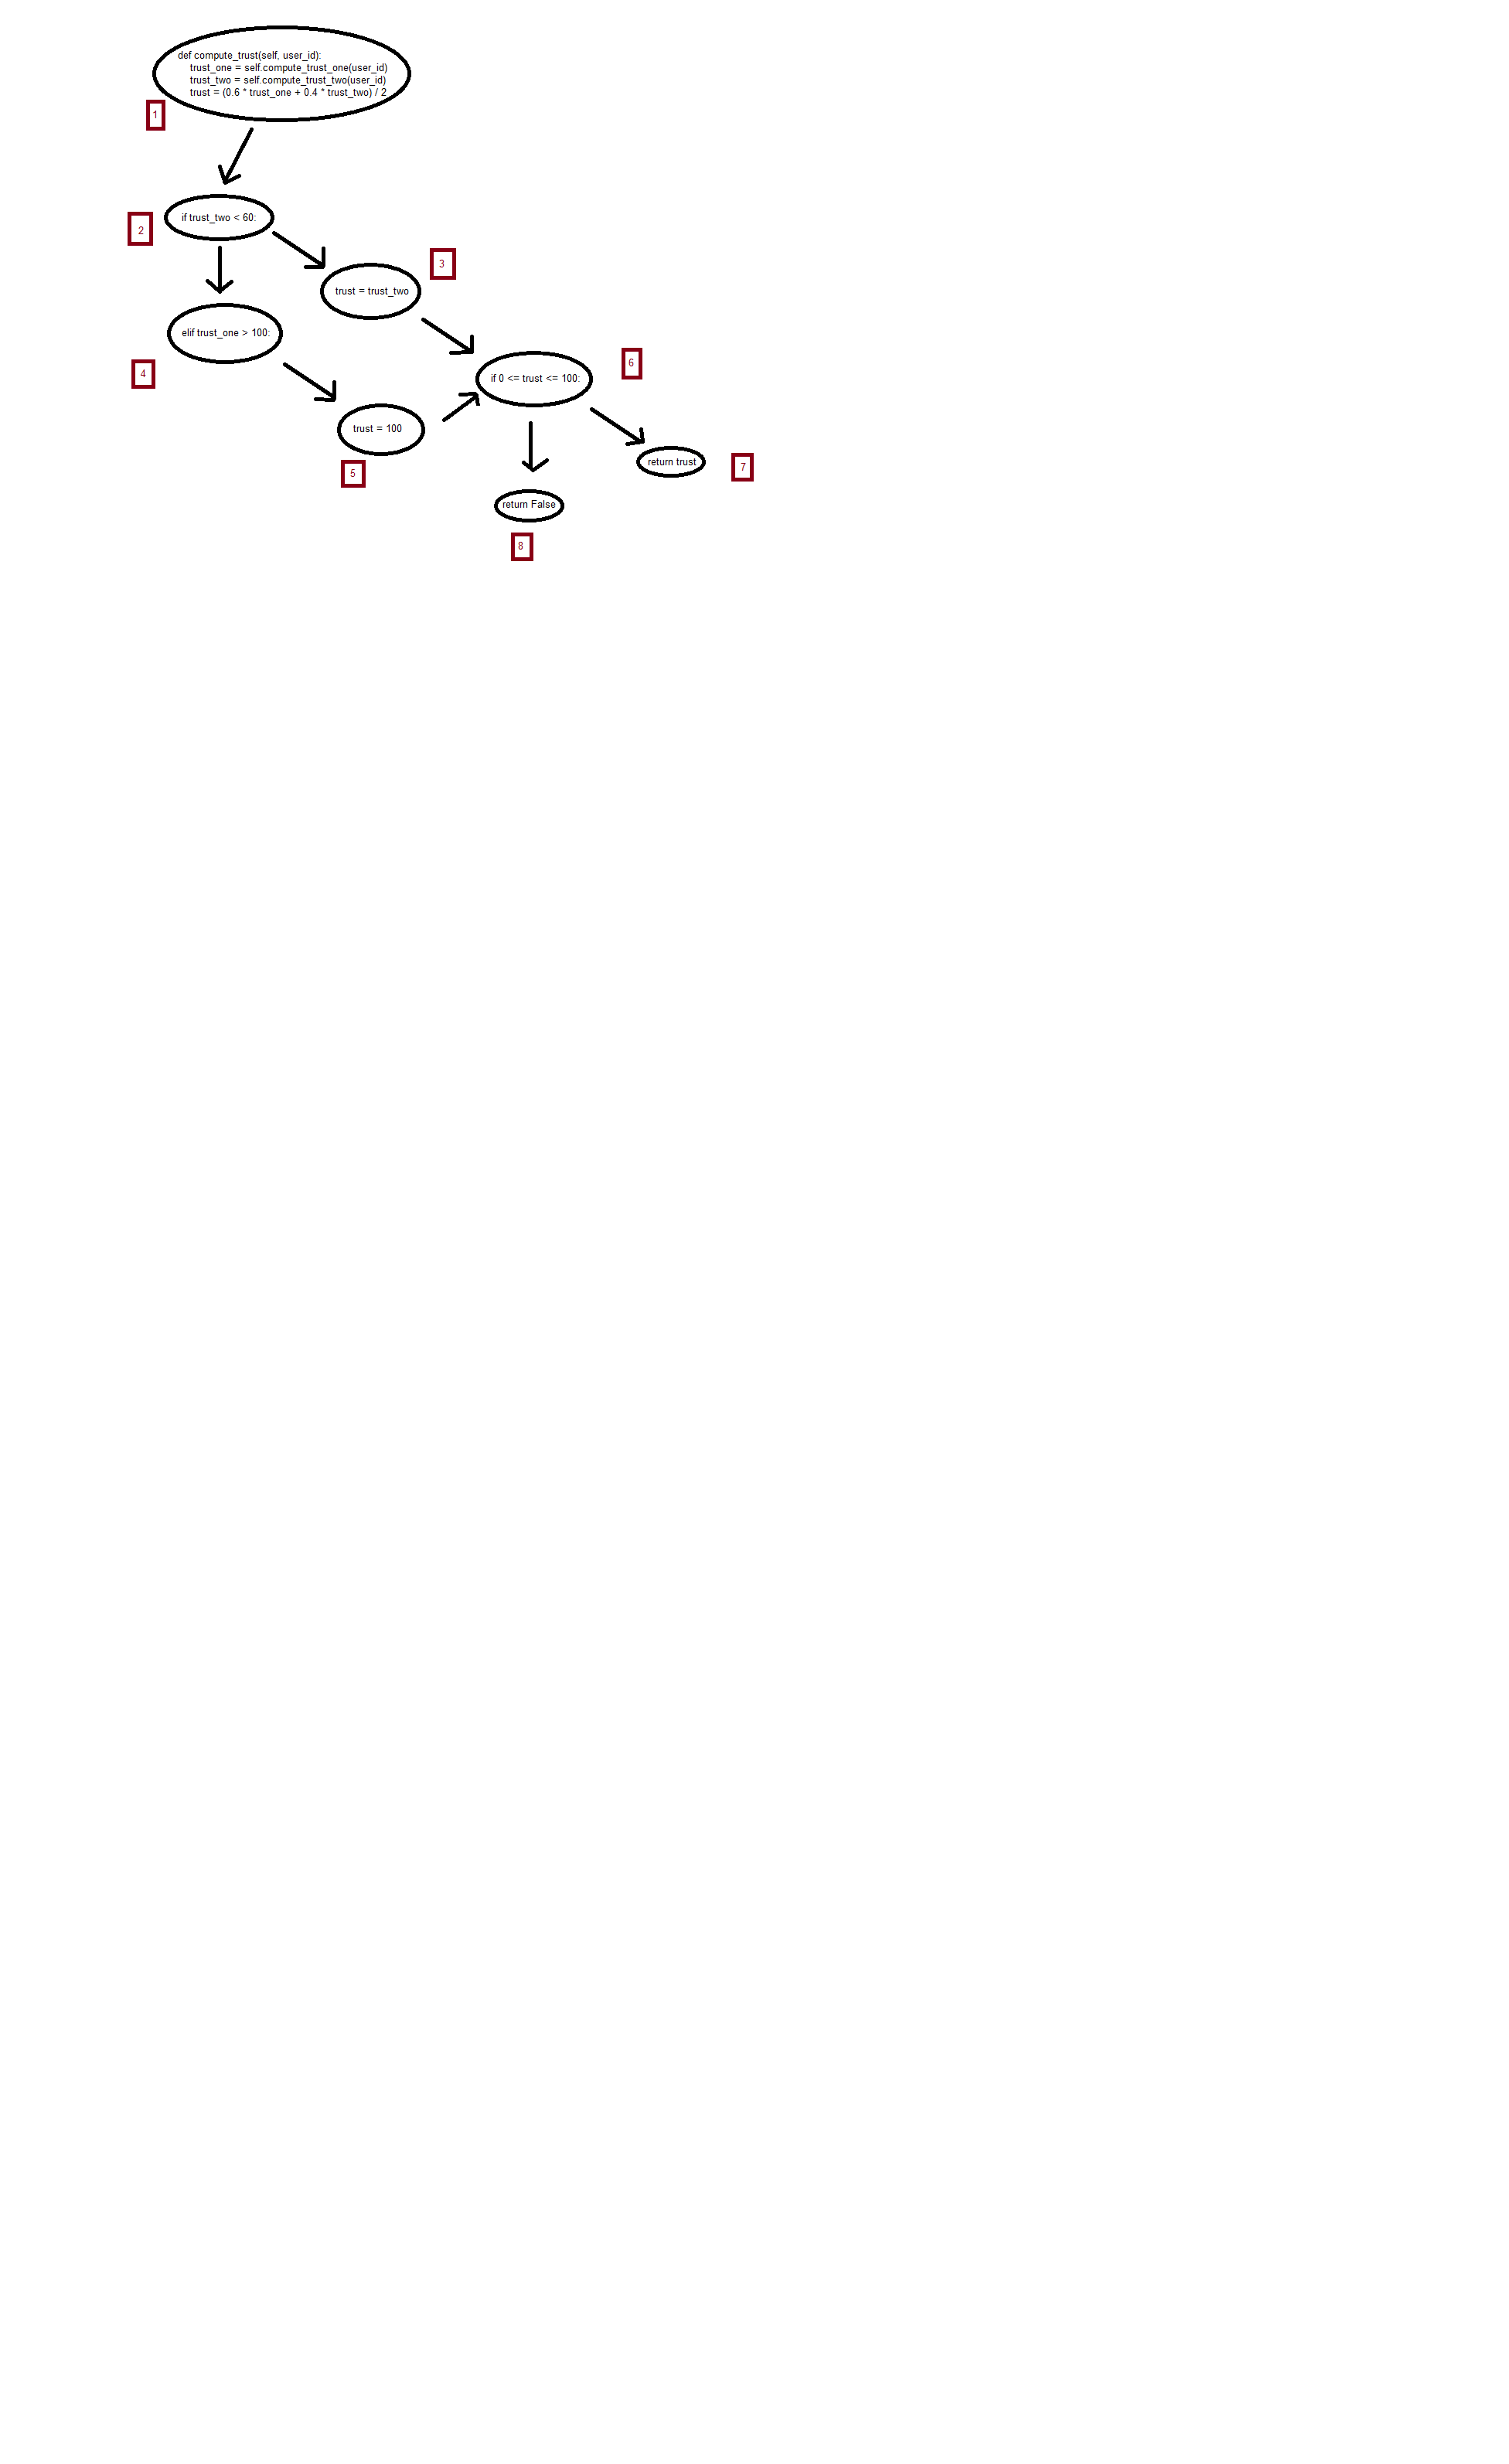 def compute_trust(self, user_id):
trust_one = self.compute_trust_one(user_id)
trust_two = self.compute_trust_two(user_id)
trust = (0.6 * trust_one + 0.4 * trust_two) / 2
1
if trust_two < 60:
2
3
trust = trust_two
elif trust_one > 100:
4
6
if 0 <= trust <= 100:
trust = 100
5
return trust
7
return False
8